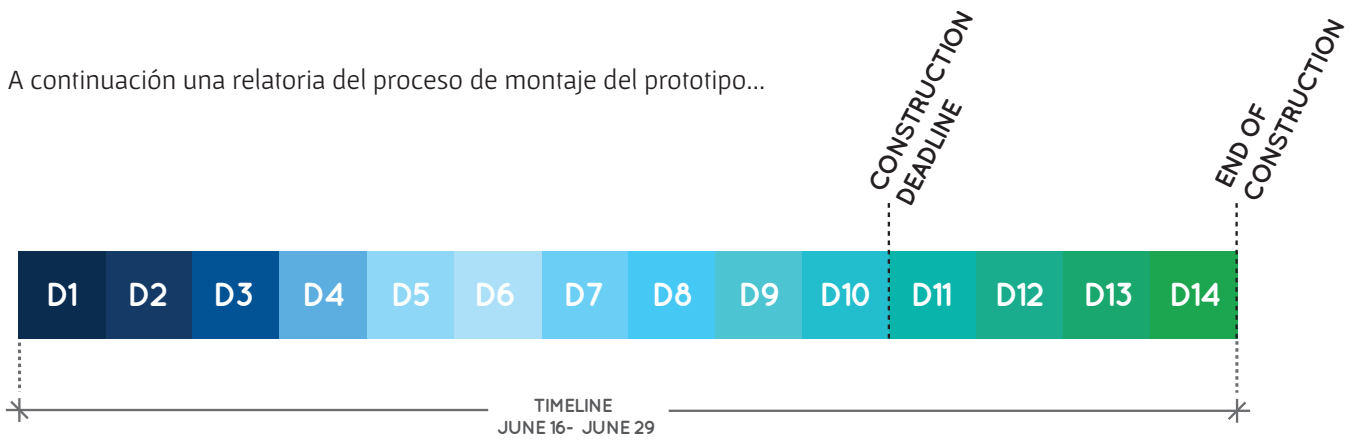 A continuación una relatoria del proceso de montaje del prototipo...
CONSTRUCTION
DEADLINE
END OF
CONSTRUCTION
D1 D2 D3 D4 D5 D6 D7 D8 D9 D10 D11 D12 D13 D14
TIMELINE
JUNE 16- JUNE 29